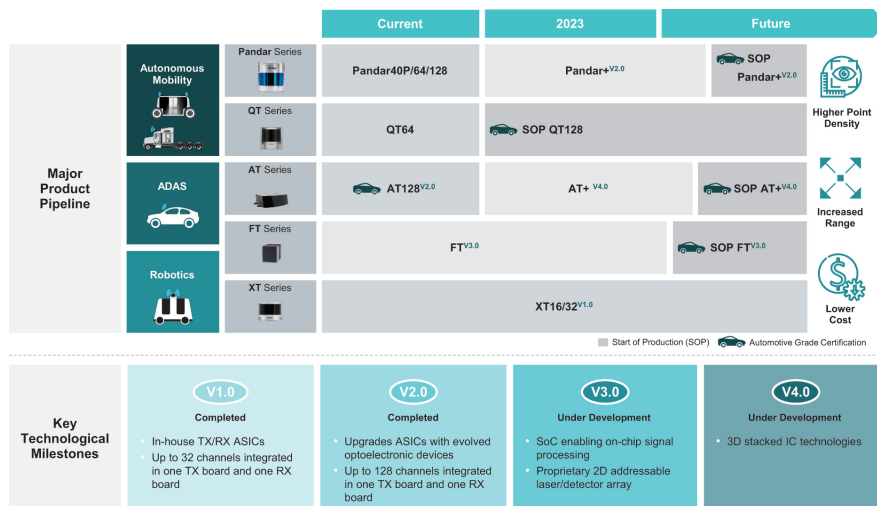 Current
2023
Future
Major
Product
Pipeline
Autonomous
Mobility
Pandar Series
Pandar40P/64/128
Pandar+V2.0
SOP
Pandar+V2.0
QT Series
QT64
SOP QT128
ADAS
AT Series
AT128V2.0
AT+ V4.0
SOP AT+V4.0
FT Series
FTV3.0
SOP FTV3.0
Robotics
XT Series
XT16/32V1.0
Higher Point
Density
Increased
Range
Lower
Cost
Start of Production (SOP)
Automotive Grade Certification
Key
Technological
Milestones
V1.0
Completed
• In-house TX/RX ASICs
• Up to 32 channels integrated
in one TX board and one RX
board
V2.0
Completed
• Upgrades ASICs with evolved
optoelectronic devices
• Up to 128 channels integrated
in one TX board and one RX
board
V3.0
Under Development
• SoC enabling on-chip signal
processing
• Proprietary 2D addressable
laser/detector array
V4.0
Under Development
• 3D stacked IC technologies